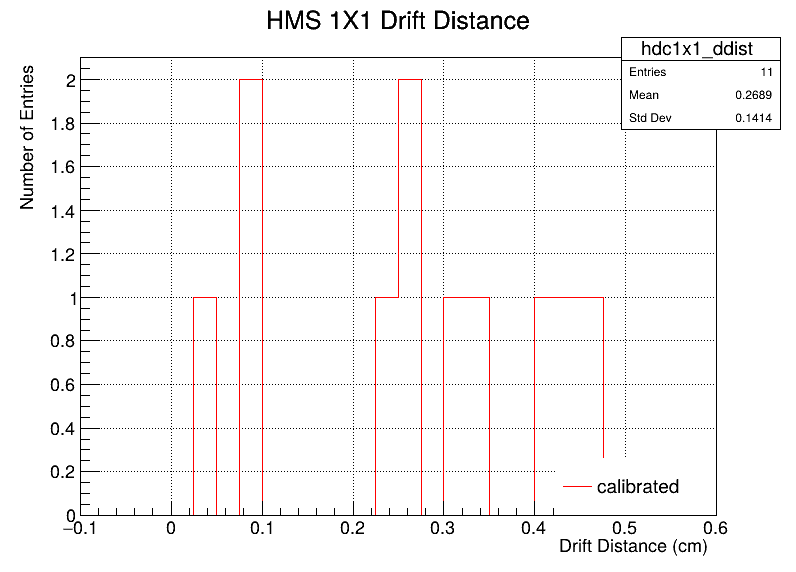 HMS 1X1 Drift Distance
hdc1x1_ddist
Entries 11
Mean 0.2689
Std Dev 0.1414
Number of Entries
2
1.8
1.6
1.4
1.2
1
0.8
0.6
0.4
0.2
0
−0.1 0 0.1 0.2 0.3 0.4 0.5 0.6
calibrated
Drift Distance (cm)